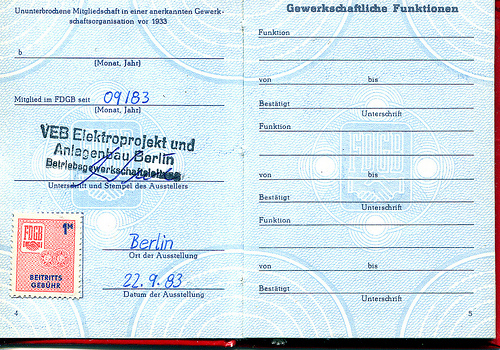 Ununterbrochene Mitgliedschaft in einer anerkannten Gewerk-
schaftsorganisation vor 1933
b
(Monat, Jahr)
Mitglied im FDGB seit 09/83
(Monat, Jahr)
VEB Elektroprojekt und
Anlagenbau Berlin
Betriebsgewerkschaftsleitung
Unterschrift und Stempel des Ausstellers
FDGB
1M
BEITRITTS
GEBÜHR
Berlin
Ort der Ausstellung
22.9.83
Datum der Ausstellung
4
Gewerkschaftliche Funktionen
Funktion
von bis
Bestätigt
Unterschrift
Funktion
von bis
Bestätigt
Unterschrift
Funktion
von bis
Bestätigt
Unterschrift
5